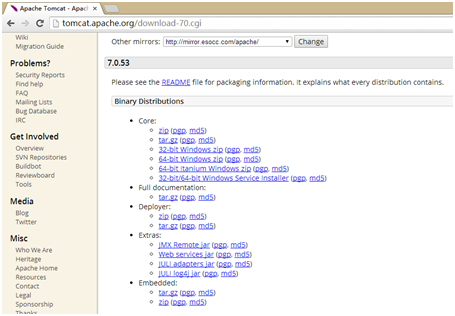 Apache Tomcat - Apach
tomcat.apache.org/download-70.cgi
Wiki
Migration Guide
Problems?
Security Reports
Find help
FAQ
Mailing Lists
Bug Database
IRC
Get Involved
Overview
SVN Repositories
Buildbot
Reviewboard
Tools
Media
Blog
Twitter
Misc
Who We Are
Heritage
Apache Home
Resources
Contact
Legal
Sponsorship
Thanks
Other mirrors: http://mirror.esocc.com/apache/ Change
7.0.53
Please see the README file for packaging information. It explains what every distribution contains.
Binary Distributions
Core:
zip (pgp, md5)
tar.gz (pgp, md5)
32-bit Windows zip (pgp, md5)
64-bit Windows zip (pgp, md5)
64-bit Itanium Windows zip (pgp, md5)
32-bit/64-bit Windows Service Installer (pgp, md5)
Full documentation:
tar.gz (pgp, md5)
Deployer:
zip (pgp, md5)
tar.gz (pgp, md5)
Extras:
JMX Remote jar (pgp, md5)
Web services jar (pgp, md5)
JULI adapters jar (pgp, md5)
JULI log4j jar (pgp, md5)
Embedded:
tar.gz (pgp, md5)
zip (pgp, md5)